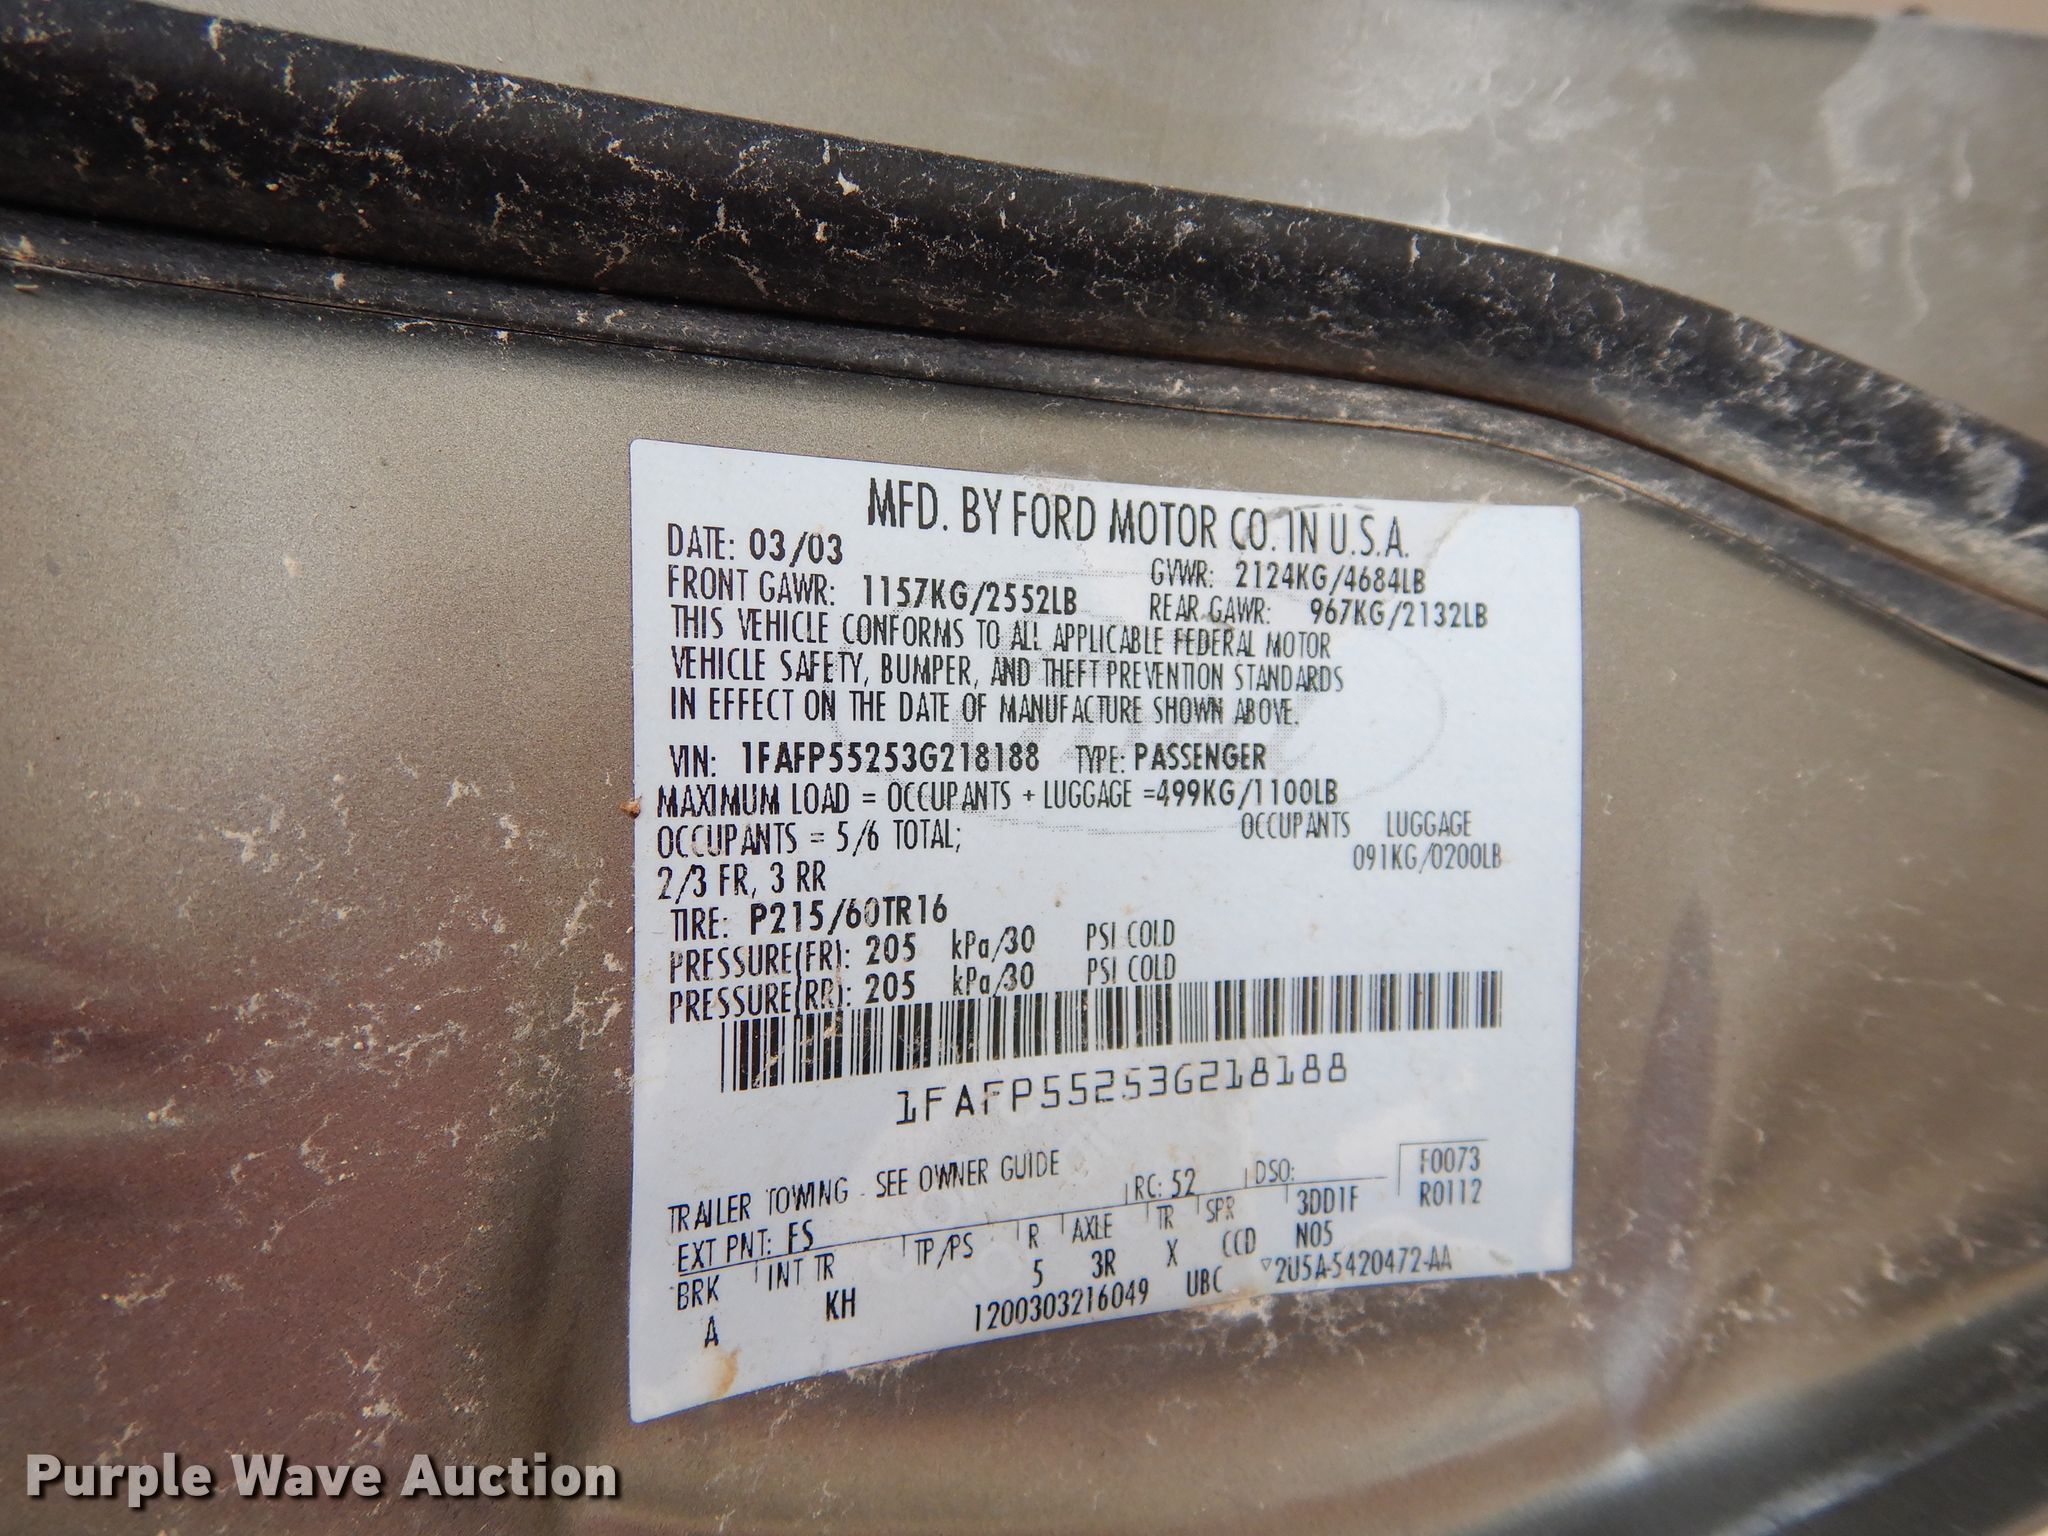 MFD. BY FORD MOTOR CO. IN U.S.A.
DATE: 03/03 GVWR: 2124KG/4684LB
FRONT GAWR: 1157KG/2552LB REAR GAWR: 967KG/2132LB
THIS VEHICLE CONFORMS TO ALL APPLICABLE FEDERAL MOTOR
VEHICLE SAFETY, BUMPER, AND THEFT PREVENTION STANDARDS
IN EFFECT ON THE DATE OF MANUFACTURE SHOWN ABOVE.
VIN: 1FAFP55253G218188 TYPE: PASSENGER
MAXIMUM LOAD = OCCUPANTS + LUGGAGE =499KG/1100LB
OCCUPANTS = 5/6 TOTAL; OCCUPANTS LUGGAGE
2/3 FR, 3 RR 091KG/0200LB
TIRE: P215/60TR16
PRESSURE(FR): 205 kPa/30 PSI COLD
PRESSURE(RR): 205 kPa/30 PSI COLD
1FAFP55253G218188
TRAILER TOWING - SEE OWNER GUIDE
EXT PNT: FS RC: 52 DSO: F0073
BRK INT TR TP/PS R AXLE TR SPR 3DD1F R0112
A KH 5 3R X CCD N05
1200303216049 UBC ▽2U5A-5420472-AA
Purple Wave Auction